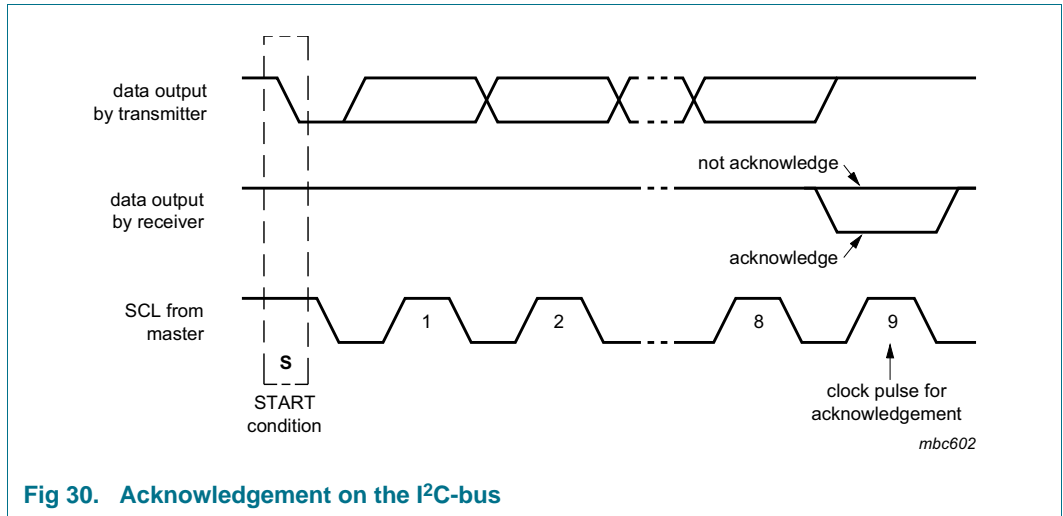 data output
by transmitter
not acknowledge
data output
by receiver
acknowledge
SCL from
master
1
2
8
9
S
START
condition
clock pulse for
acknowledgement
mbc602
Fig 30. Acknowledgement on the I²C-bus